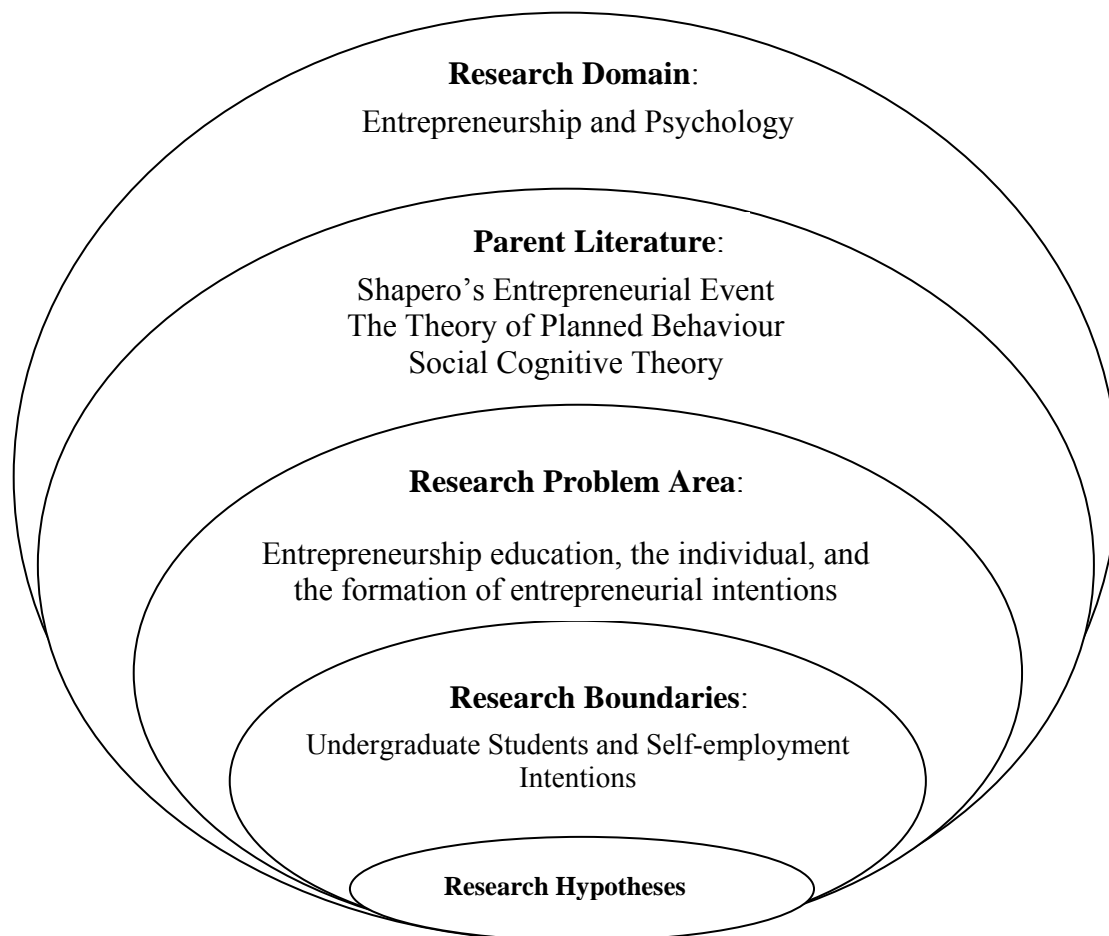 Research Domain:
Entrepreneurship and Psychology
Parent Literature:
Shapero’s Entrepreneurial Event
The Theory of Planned Behaviour
Social Cognitive Theory
Research Problem Area:
Entrepreneurship education, the individual, and
the formation of entrepreneurial intentions
Research Boundaries:
Undergraduate Students and Self-employment
Intentions
Research Hypotheses